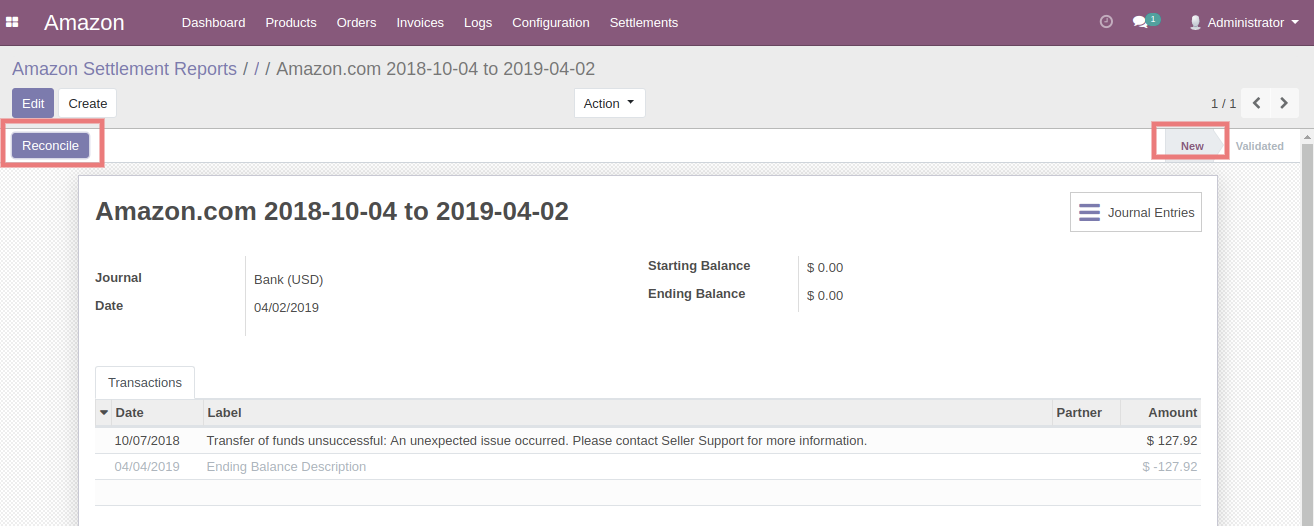 Amazon Dashboard Products Orders Invoices Logs Configuration Settlements 1 Administrator
Amazon Settlement Reports / / / Amazon.com 2018-10-04 to 2019-04-02
Edit Create Action 1 / 1
Reconcile New Validated
Amazon.com 2018-10-04 to 2019-04-02 Journal Entries
Journal Bank (USD)
Date 04/02/2019
Starting Balance $ 0.00
Ending Balance $ 0.00
Transactions
Date Label Partner Amount
10/07/2018 Transfer of funds unsuccessful: An unexpected issue occurred. Please contact Seller Support for more information. $ 127.92
04/04/2019 Ending Balance Description $ -127.92